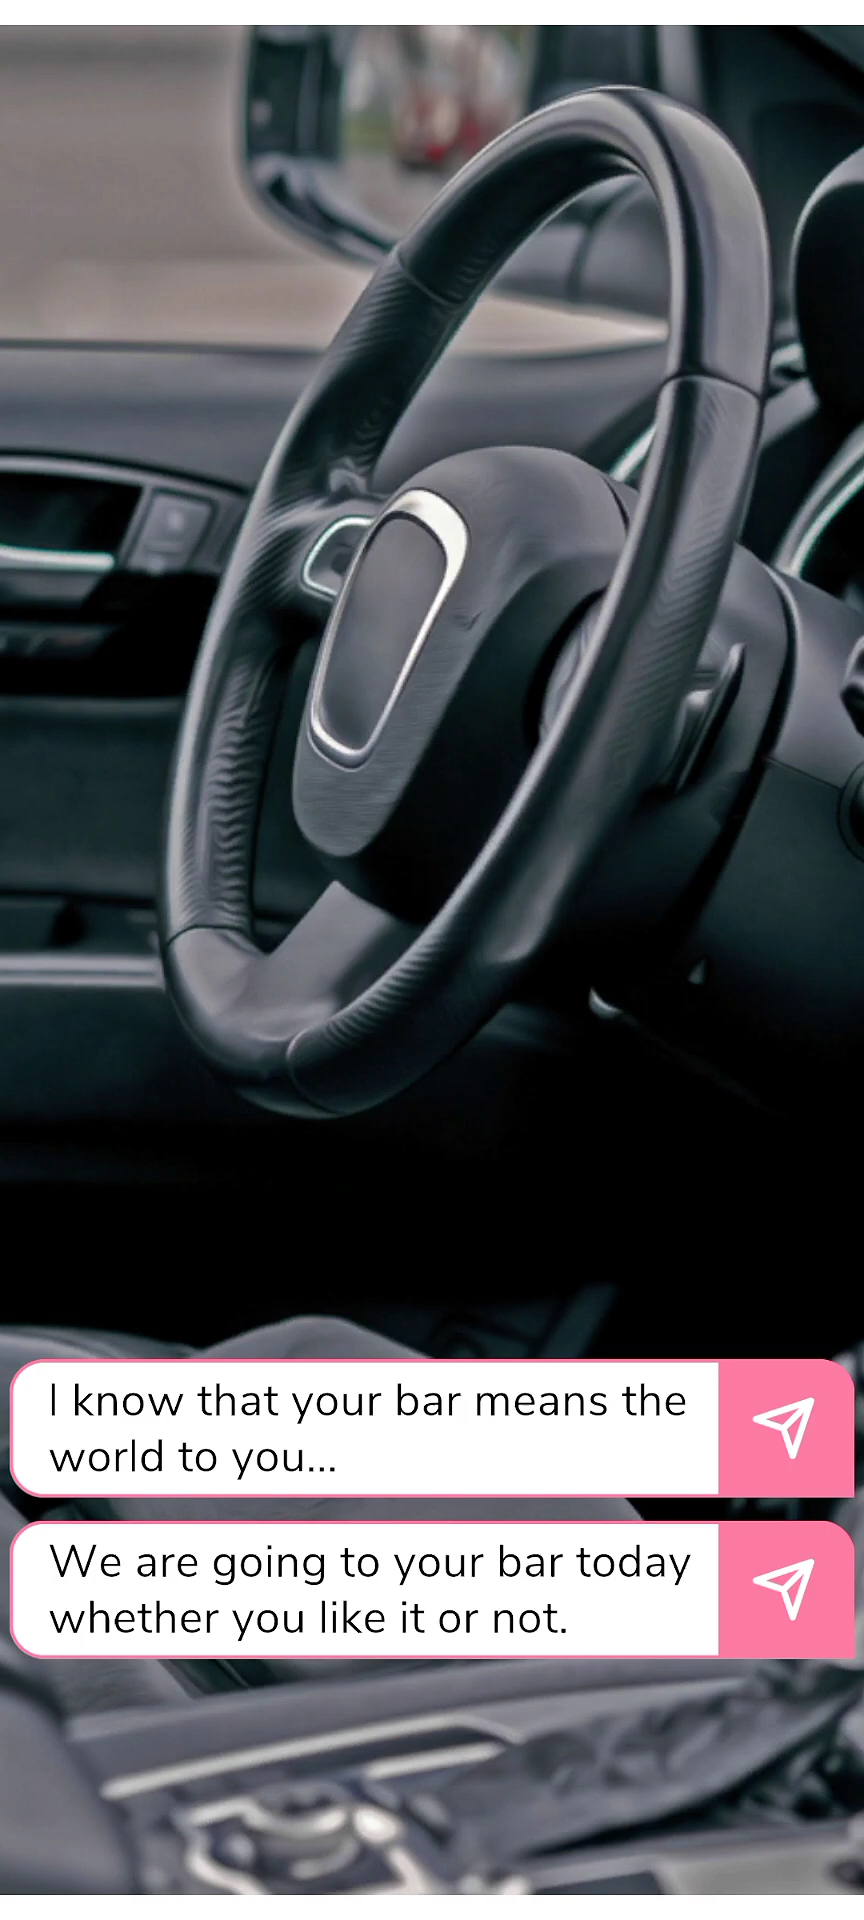 I know that your bar means the
world to you...
We are going to your bar today
whether you like it or not.